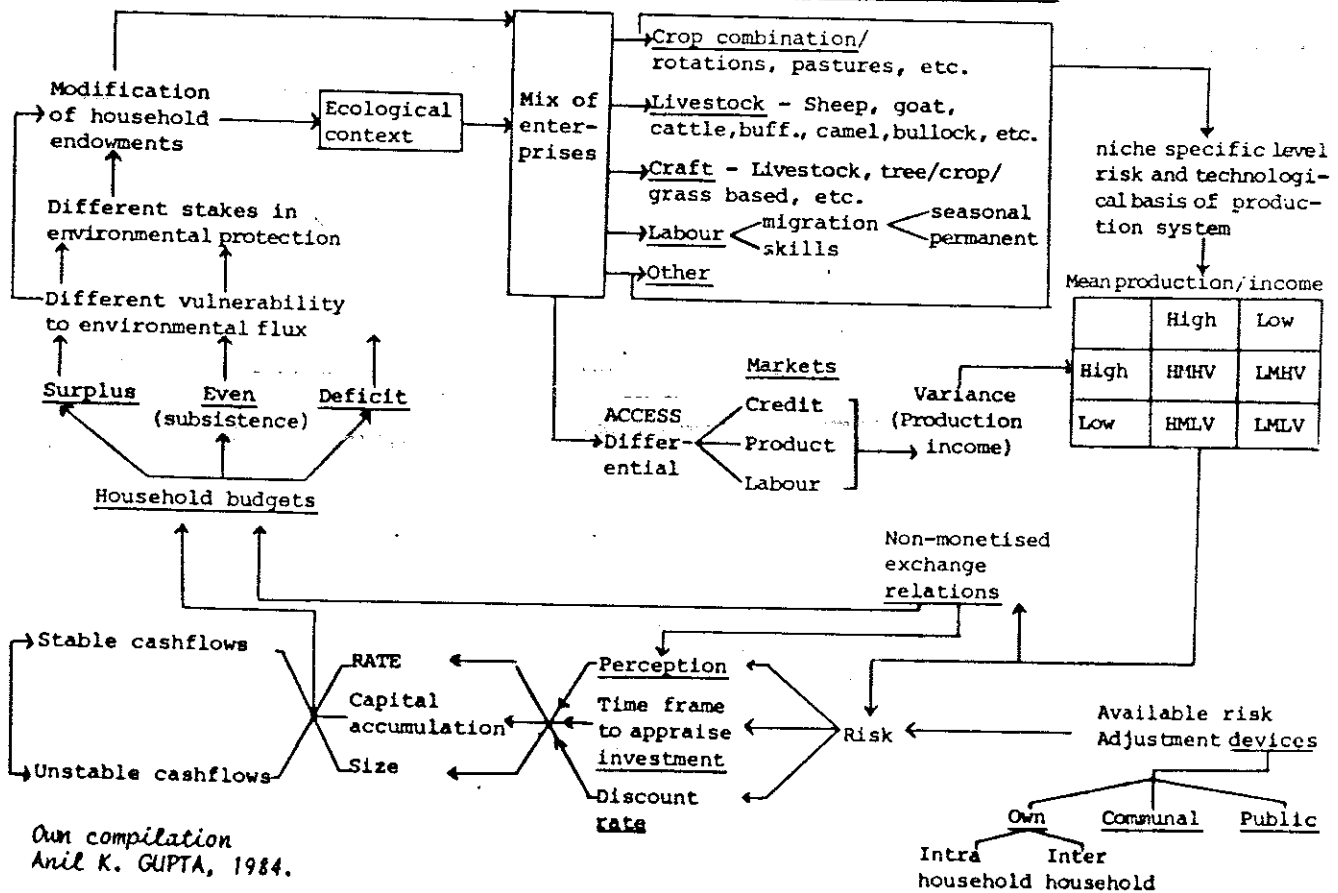 Crop combination/
rotations, pastures, etc.
Livestock - Sheep, goat,
cattle,buff., camel,bullock, etc.
Craft - Livestock, tree/crop/
grass based, etc.
Labour
migration
skills
seasonal
permanent
Other
Mix of
enter-
prises
Modification
of household
endowments
Ecological
context
Different stakes in
environmental protection
Different vulnerability
to environmental flux
Surplus
Even
(subsistence)
Deficit
Household budgets
niche specific level
risk and technologi-
calbasis of produc-
tion system
Mean production/income
High Low
High HMHV LMHV
Low HMLV LMLV
Markets
ACCESS
Differ-
ential
Credit
Product
Labour
Variance
(Production
income)
Non-monetised
exchange
relations
Stable cashflows
Unstable cashflows
RATE
Capital
accumulation
Size
Perception
Time frame
to appraise
investment
Discount
rate
Risk
Available risk
Adjustment devices
Own Communal Public
Intra Inter
household household
Own compilation
Anil K. GUPTA, 1984.